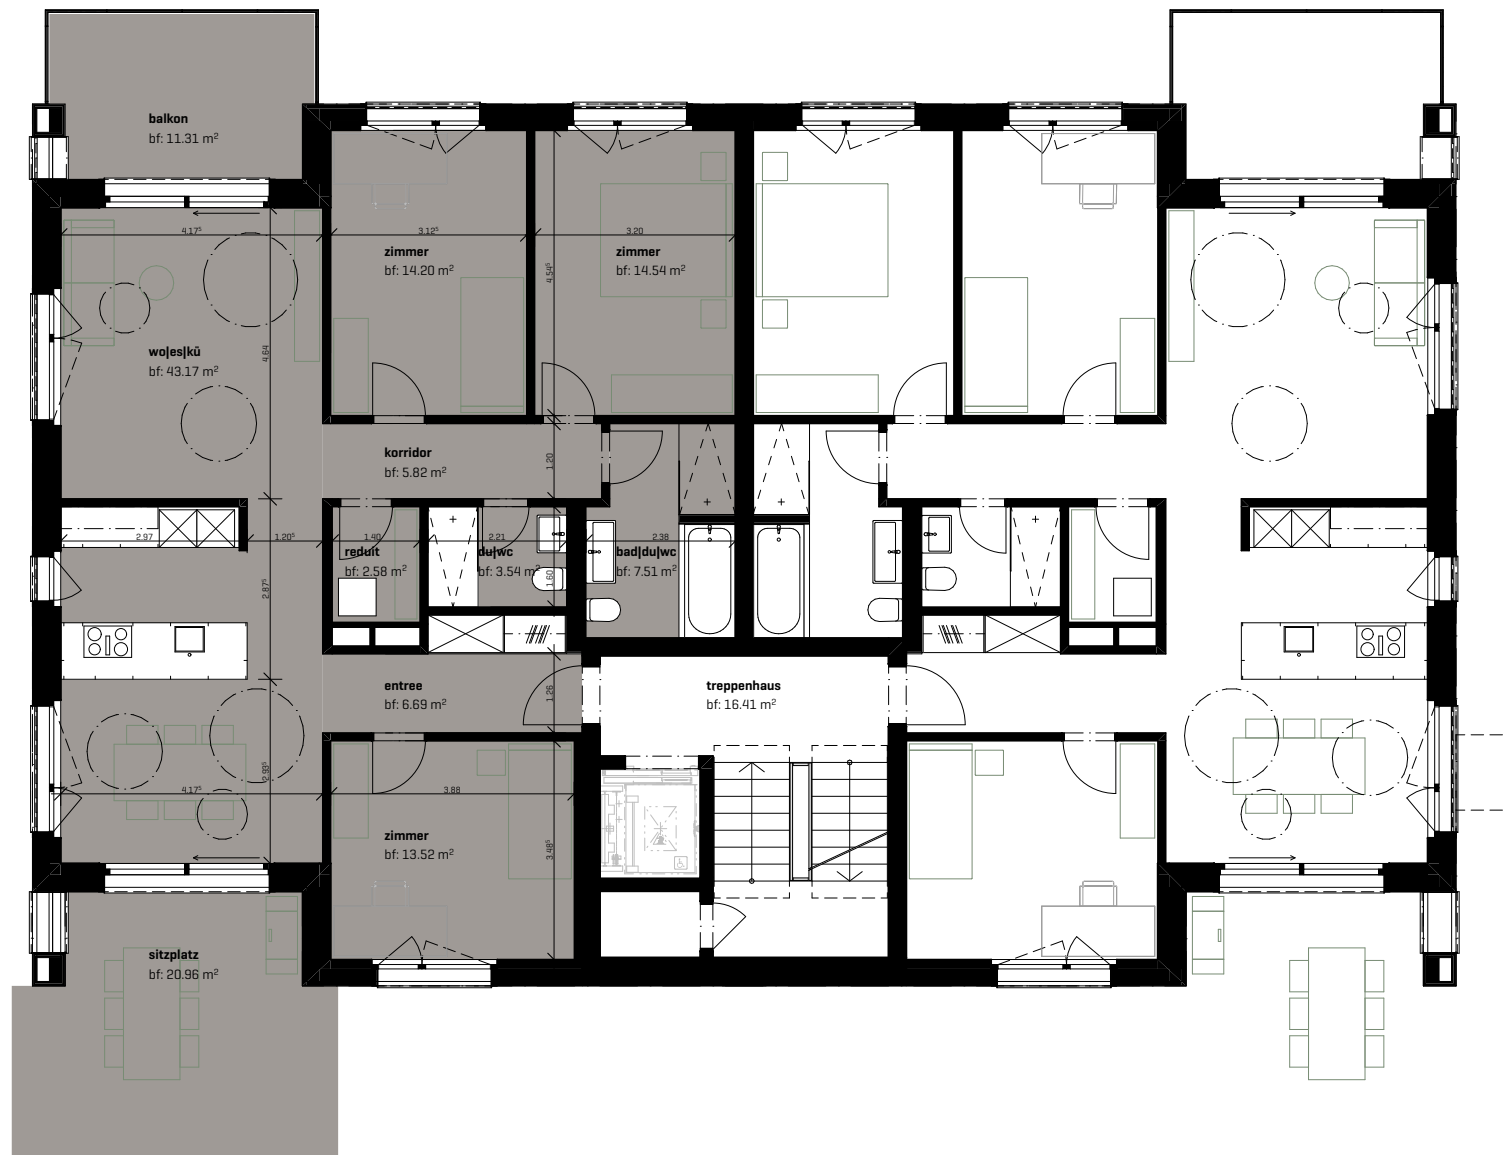 balkon
bf: 11.31 m²
4.17⁵
3.12⁵
3.20
zimmer
bf: 14.20 m²
zimmer
bf: 14.54 m²
4.54⁵
wo|es|kü
bf: 43.17 m²
4.64
korridor
bf: 5.82 m²
1.20
2.97
1.20⁵
1.40
2.21
2.38
reduit
bf: 2.58 m²
du|wc
bf: 3.54 m²
bad|du|wc
bf: 7.51 m²
1.60
2.87⁵
entree
bf: 6.69 m²
1.26
treppenhaus
bf: 16.41 m²
2.93⁵
4.17⁵
3.88
zimmer
bf: 13.52 m²
3.48⁵
sitzplatz
bf: 20.96 m²